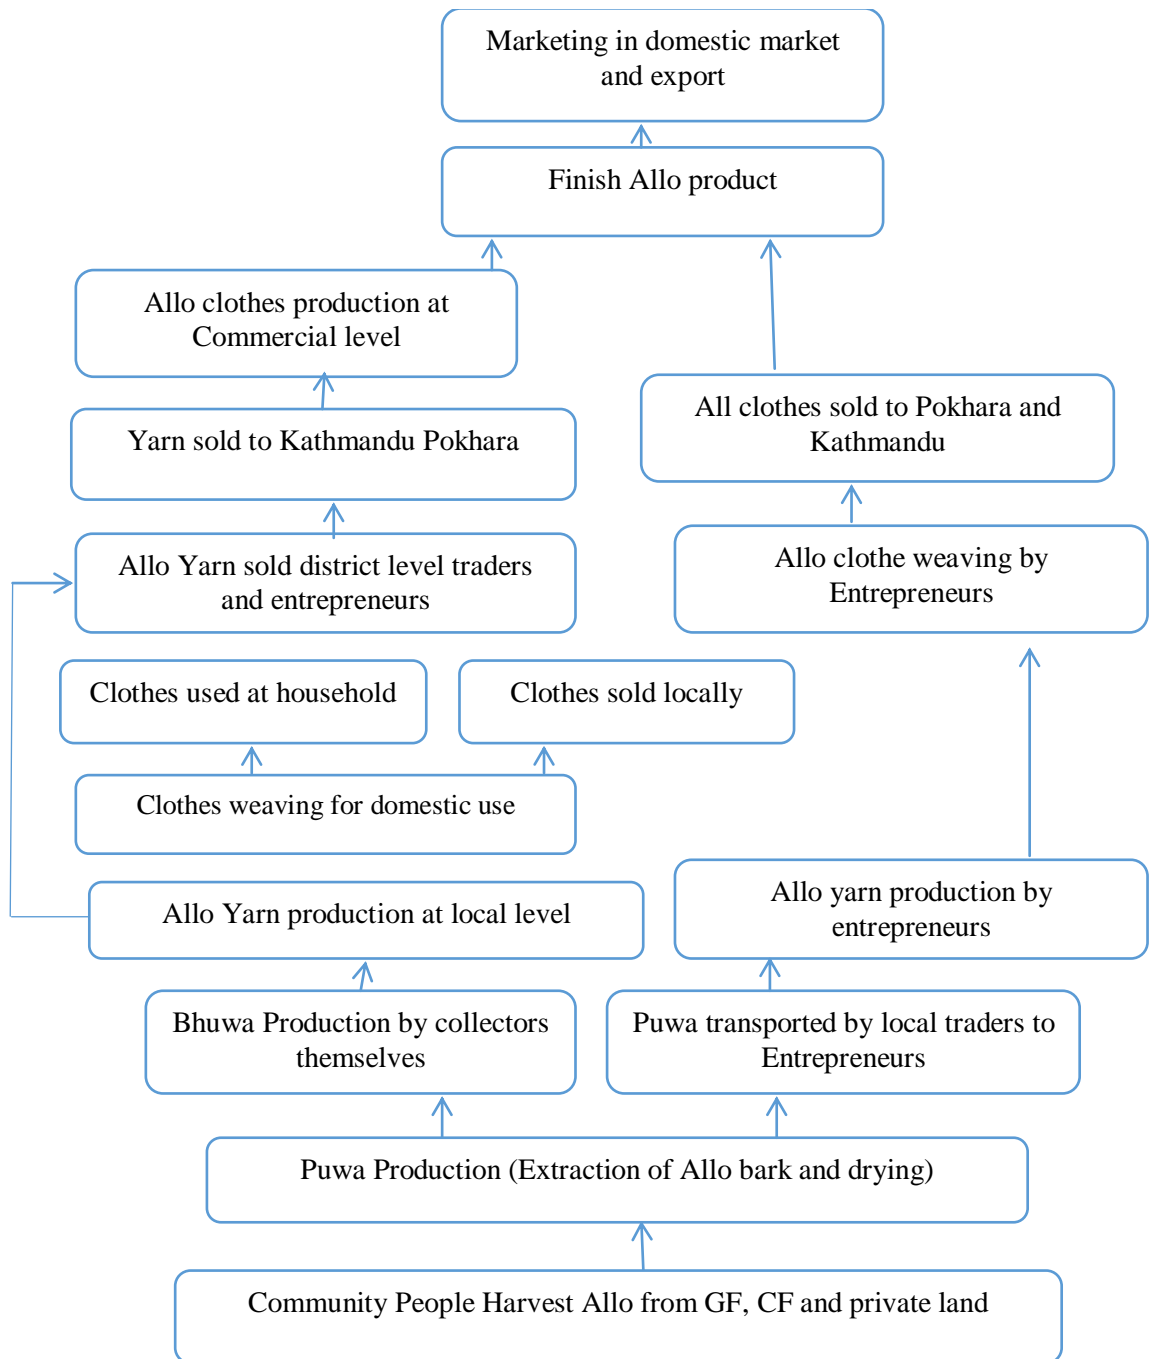 Marketing in domestic market
and export
Finish Allo product
Allo clothes production at
Commercial level
All clothes sold to Pokhara and
Kathmandu
Yarn sold to Kathmandu Pokhara
Allo clothe weaving by
Entrepreneurs
Allo Yarn sold district level traders
and entrepreneurs
Clothes used at household
Clothes sold locally
Clothes weaving for domestic use
Allo yarn production by
entrepreneurs
Allo Yarn production at local level
Bhuwa Production by collectors
themselves
Puwa transported by local traders to
Entrepreneurs
Puwa Production (Extraction of Allo bark and drying)
Community People Harvest Allo from GF, CF and private land